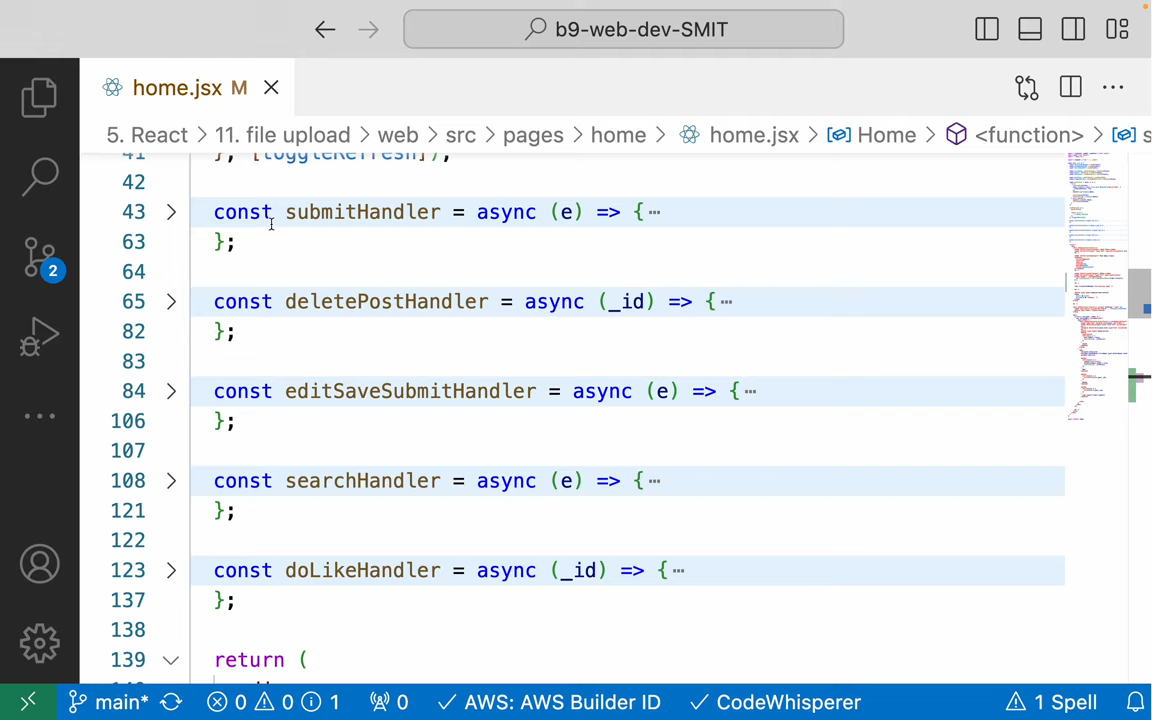 b9-web-dev-SMIT
home.jsx M
5. React > 11. file upload > web > src > pages > home > home.jsx > Home > <function> > s
41 }, [toggleRefresh]);
42
43 const submitHandler = async (e) => {⋯
63 };
64
65 const deletePostHandler = async (_id) => {⋯
82 };
83
84 const editSaveSubmitHandler = async (e) => {⋯
106 };
107
108 const searchHandler = async (e) => {⋯
121 };
122
123 const doLikeHandler = async (_id) => {⋯
137 };
138
139 return (
2
main* 0 0 1 0 AWS: AWS Builder ID CodeWhisperer 1 Spell